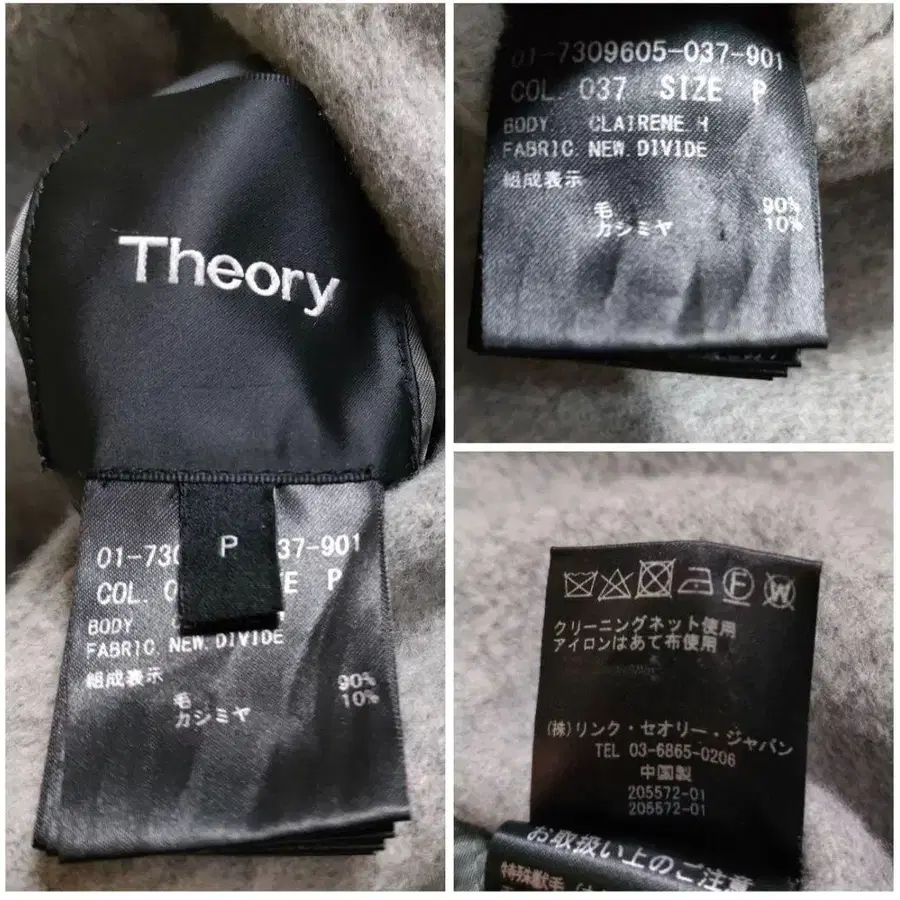 Theory
P
01-730 37-901
COL. 0 E P
BODY
FABRIC. NEW. DIVIDE
組成表示
毛 90%
カシミヤ 10%
01-7309605-037-901
COL. 037 SIZE P
BODY. CLAIRENE H
FABRIC. NEW. DIVIDE
組成表示
毛 90%
カシミヤ 10%
F W
クリーニングネット使用
アイロンはあて布使用
(株)リンク・セオリー・ジャパン
TEL 03-6865-0206
中国製
205572-01
205572-01
お取扱い上のご注意
特殊獣毛